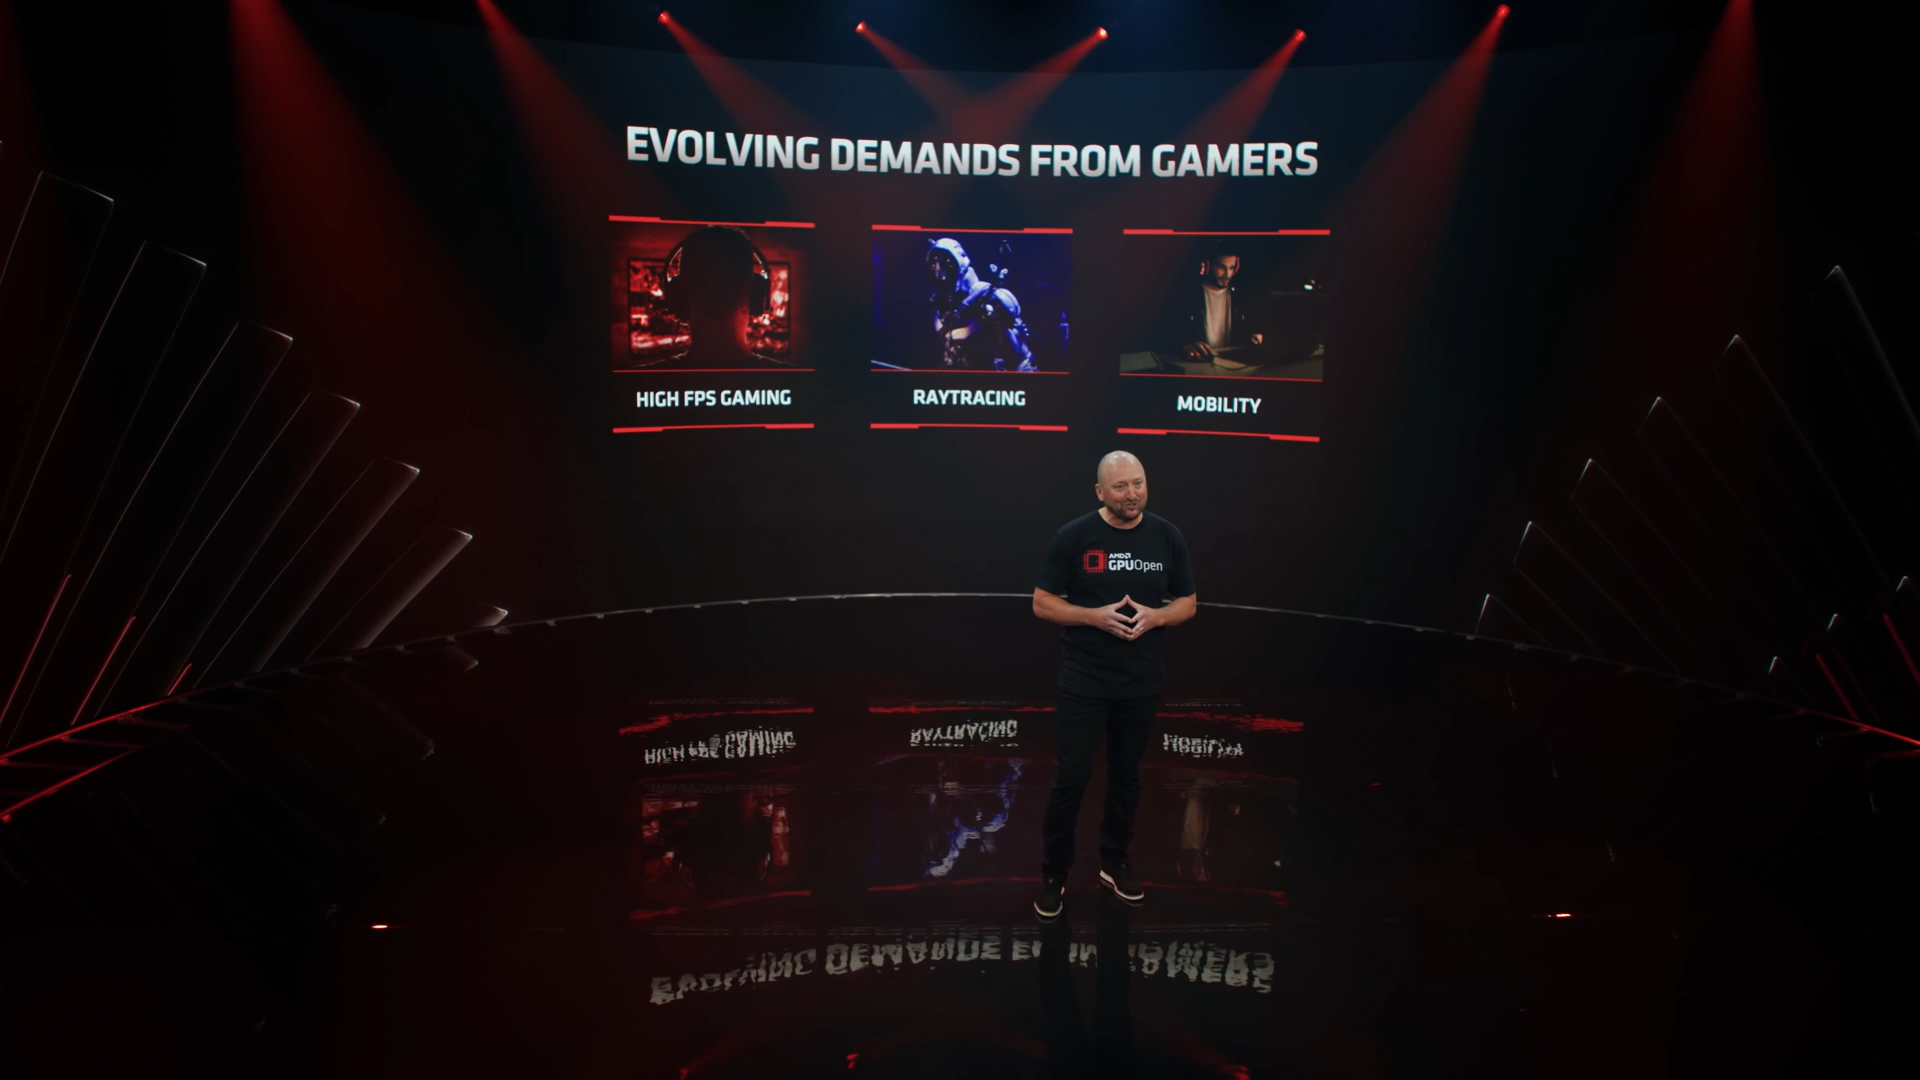 EVOLVING DEMANDS FROM GAMERS
HIGH FPS GAMING
RAYTRACING
MOBILITY
AMD
GPUOpen